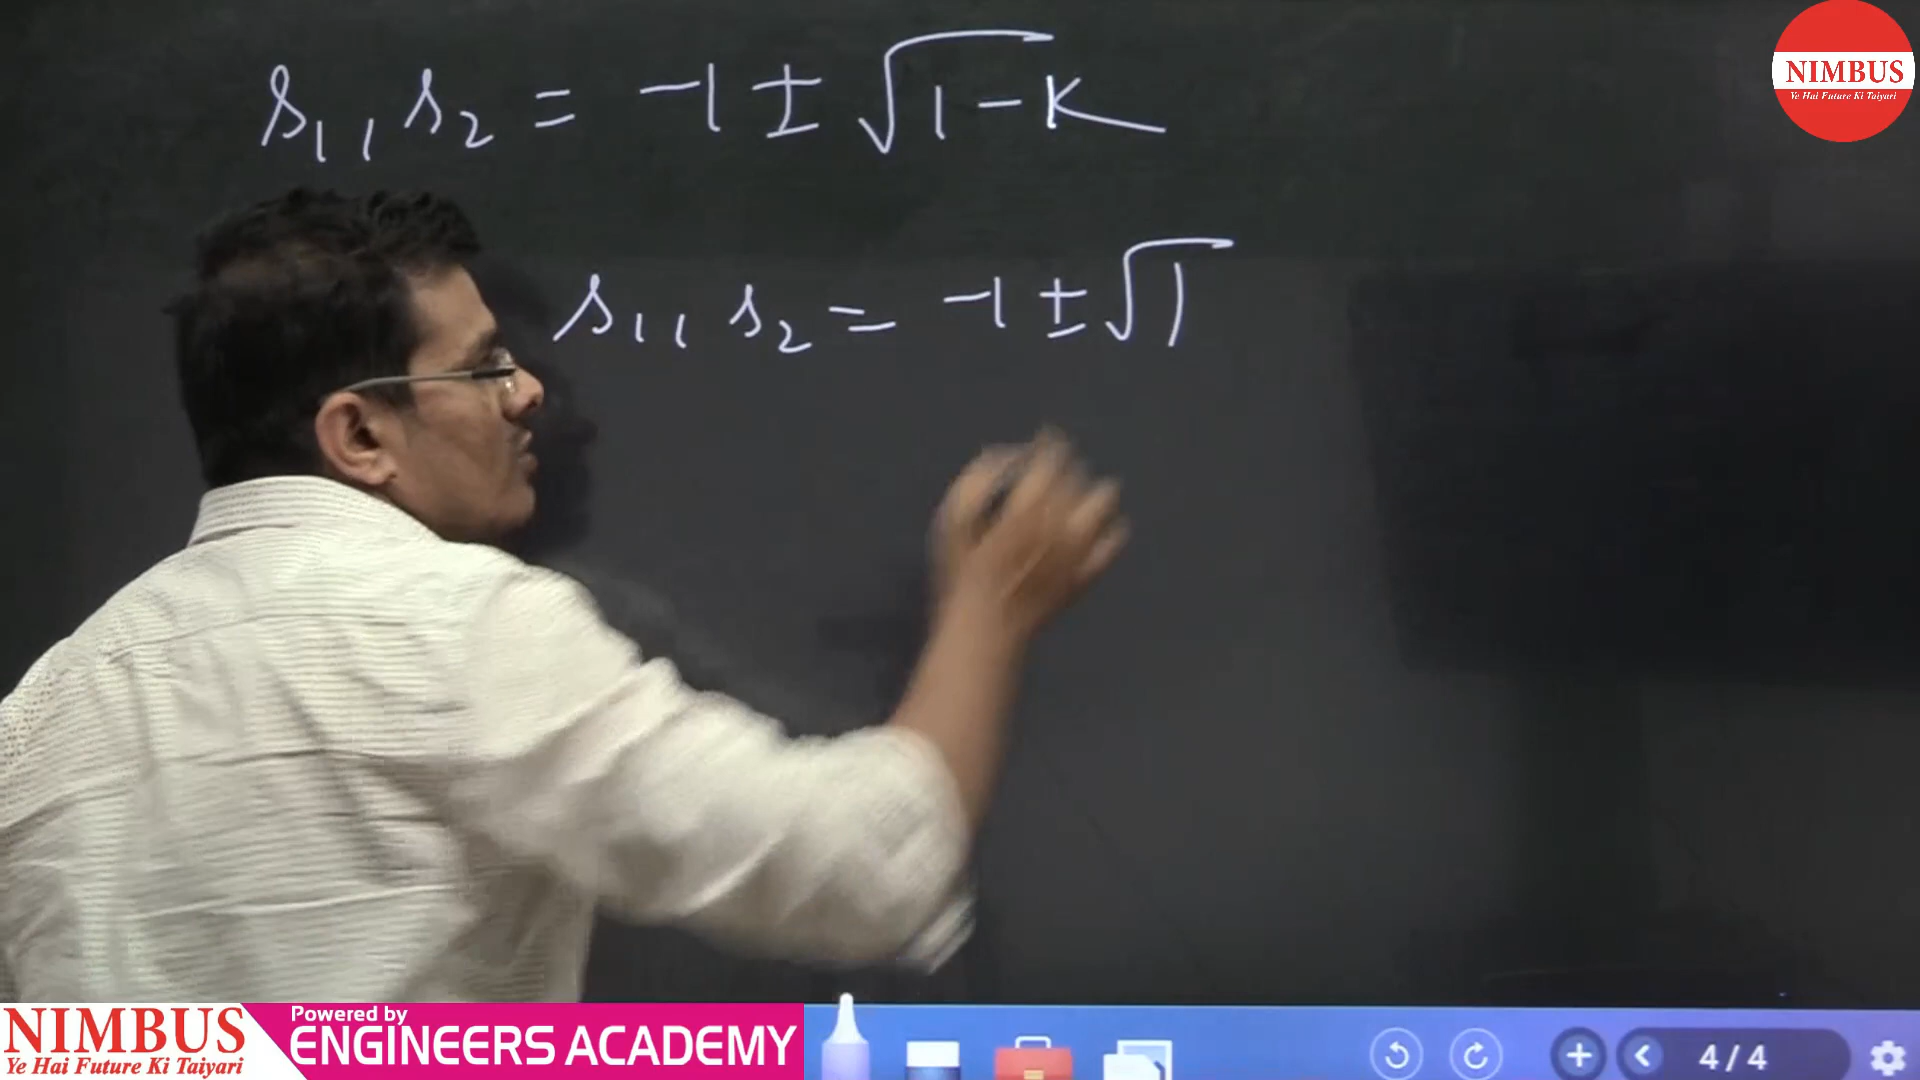 s₁, s₂ = -1 ± √1-K
s₁, s₂ = -1 ± √1
NIMBUS
Ye Hai Future Ki Taiyari
NIMBUS
Ye Hai Future Ki Taiyari
Powered by
ENGINEERS ACADEMY
4/4